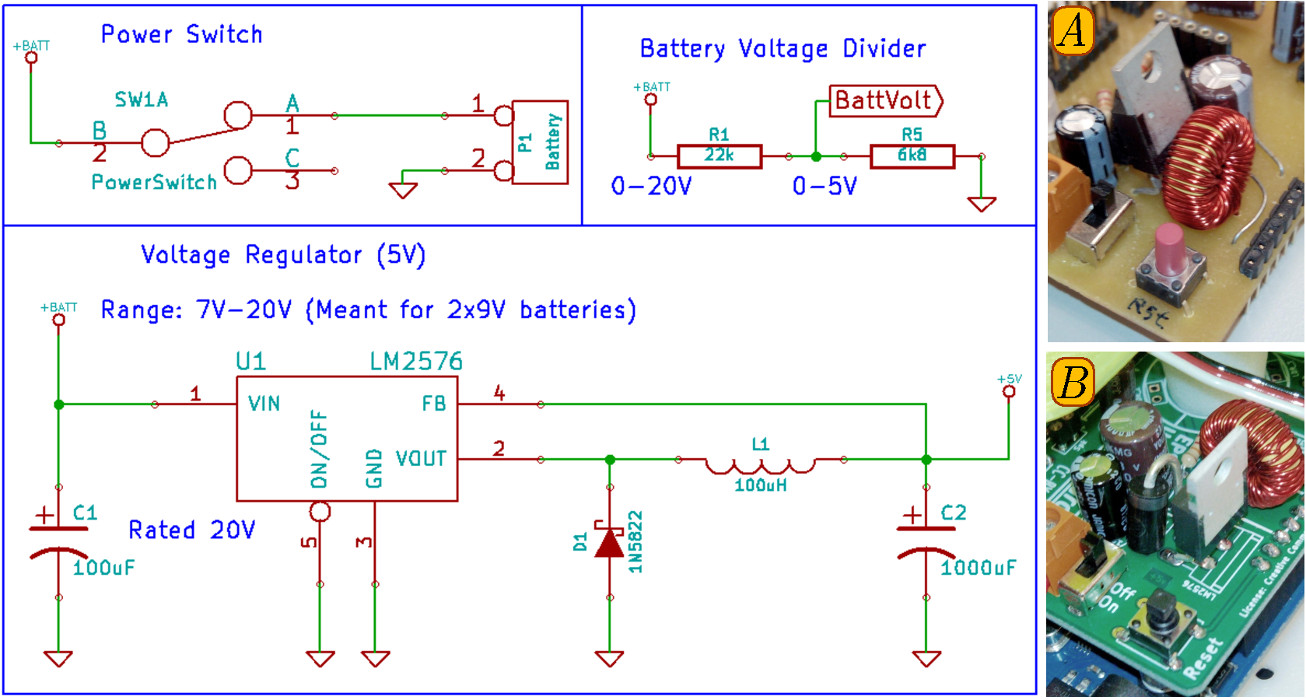 Power Switch
+BATT
SW1A
B
2
A
1
C
3
PowerSwitch
1
2
P1
Battery
Battery Voltage Divider
+BATT
BattVolt
R1
22k
R5
6k8
0-20V
0-5V
Voltage Regulator (5V)
+BATT
Range: 7V-20V (Meant for 2x9V batteries)
U1
LM2576
1
VIN
FB
4
ON/OFF
GND
VOUT
2
5
3
Rated 20V
C1
100uF
D1
1N5822
L1
100uH
+5V
C2
1000uF
A
Rst
B
Off
On
LM2576
Reset
License: Creative Com